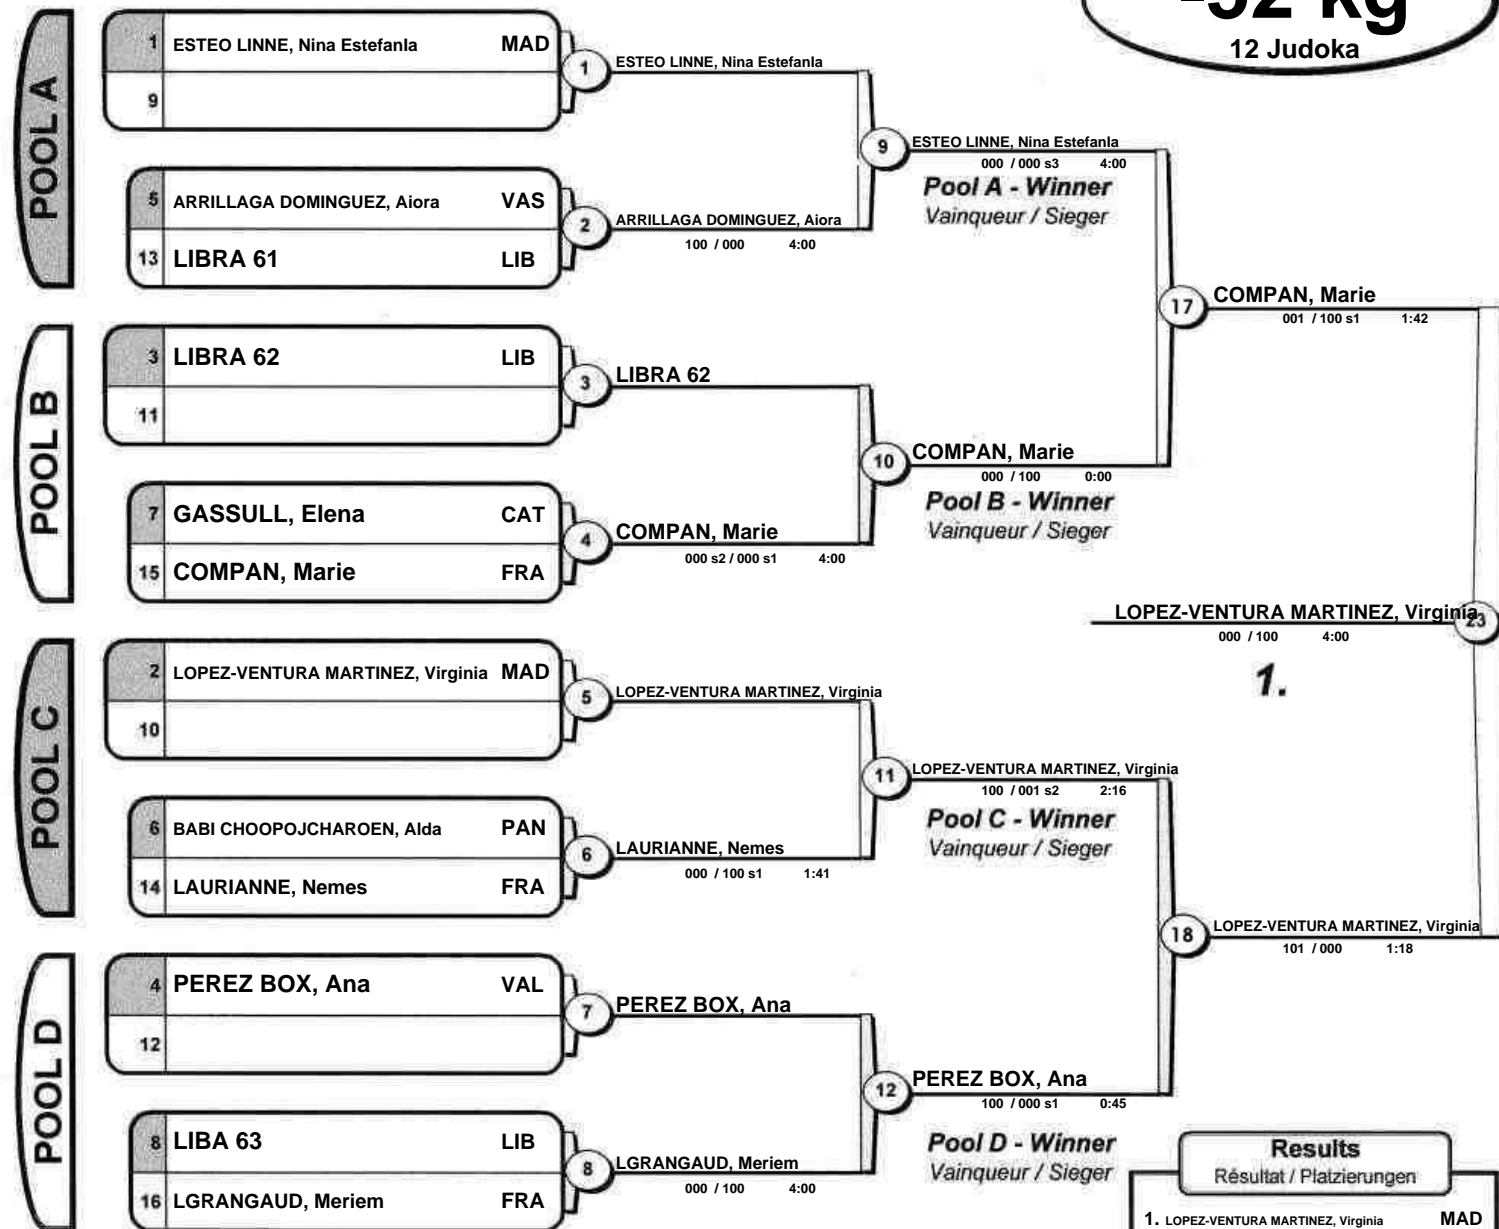 -52 kg
12 Judoka
POOL A
1 ESTEO LINNE, Nina Estefanla MAD
9
1 ESTEO LINNE, Nina Estefanla
5 ARRILLAGA DOMINGUEZ, Aiora VAS
13 LIBRA 61 LIB
2 ARRILLAGA DOMINGUEZ, Aiora
100 / 000 4:00
9 ESTEO LINNE, Nina Estefanla
000 / 000 s3 4:00
Pool A - Winner
Vainqueur / Sieger
POOL B
3 LIBRA 62 LIB
11
3 LIBRA 62
7 GASSULL, Elena CAT
15 COMPAN, Marie FRA
4 COMPAN, Marie
000 s2 / 000 s1 4:00
10 COMPAN, Marie
000 / 100 0:00
Pool B - Winner
Vainqueur / Sieger
17 COMPAN, Marie
001 / 100 s1 1:42
LOPEZ-VENTURA MARTINEZ, Virginia 23
000 / 100 4:00
1.
POOL C
2 LOPEZ-VENTURA MARTINEZ, Virginia MAD
10
5 LOPEZ-VENTURA MARTINEZ, Virginia
6 BABI CHOOPOJCHAROEN, Alda PAN
14 LAURIANNE, Nemes FRA
6 LAURIANNE, Nemes
000 / 100 s1 1:41
11 LOPEZ-VENTURA MARTINEZ, Virginia
100 / 001 s2 2:16
Pool C - Winner
Vainqueur / Sieger
18 LOPEZ-VENTURA MARTINEZ, Virginia
101 / 000 1:18
POOL D
4 PEREZ BOX, Ana VAL
12
7 PEREZ BOX, Ana
8 LIBA 63 LIB
16 LGRANGAUD, Meriem FRA
8 LGRANGAUD, Meriem
000 / 100 4:00
12 PEREZ BOX, Ana
100 / 000 s1 0:45
Pool D - Winner
Vainqueur / Sieger
Results
Résultat / Platzierungen
1. LOPEZ-VENTURA MARTINEZ, Virginia MAD